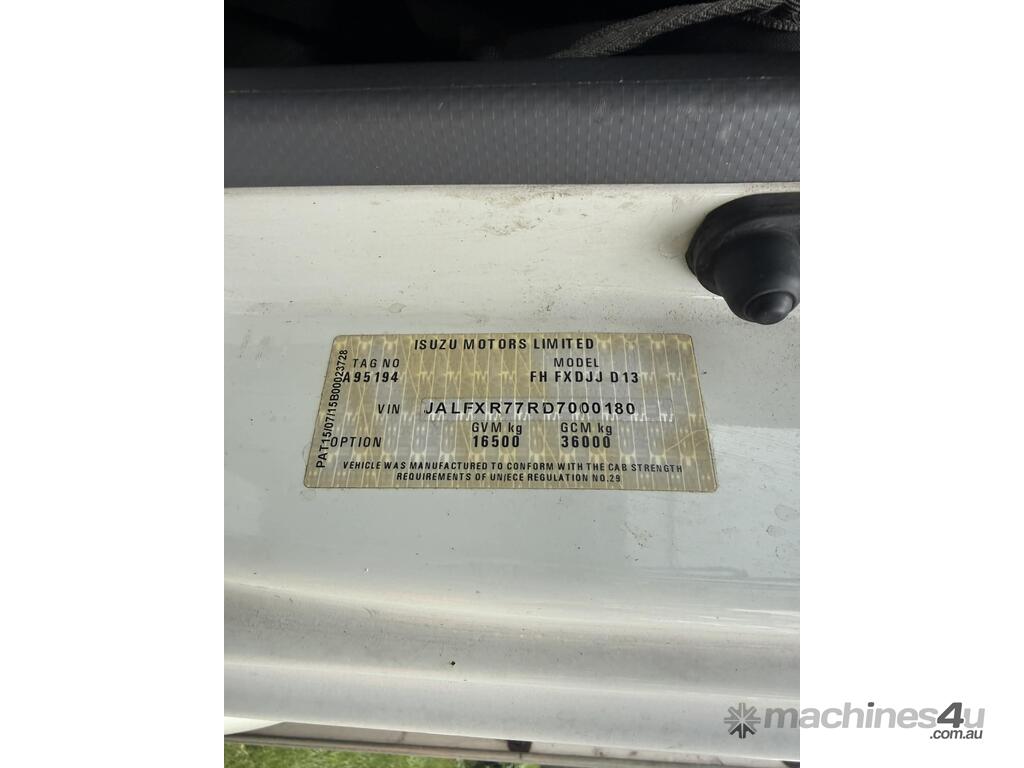 ISUZU MOTORS LIMITED
TAG NO MODEL
A95194 FH FXDJJ D13
VIN JALFXR77RD7000180
GVM kg GCM kg
OPTION 16500 36000
VEHICLE WAS MANUFACTURED TO CONFORM WITH THE CAB STRENGTH
REQUIREMENTS OF UN/ECE REGULATION NO.29
PAT15/07/15B00023728
machines4u
.com.au